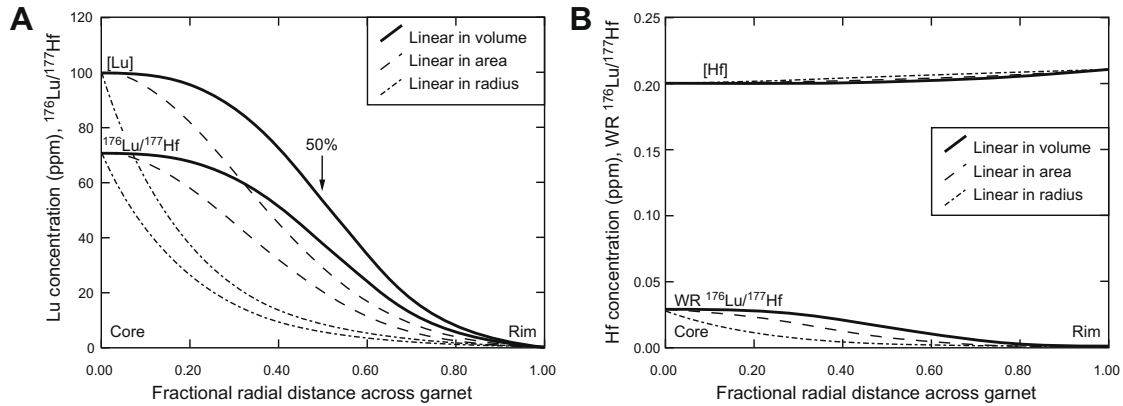 A
Lu concentration (ppm), ¹⁷⁶Lu/¹⁷⁷Hf
120
100
80
60
40
20
0
[Lu]
¹⁷⁶Lu/¹⁷⁷Hf
50%
Linear in volume
Linear in area
Linear in radius
Core
Rim
0.00 0.20 0.40 0.60 0.80 1.00
Fractional radial distance across garnet
B
Hf concentration (ppm), WR ¹⁷⁶Lu/¹⁷⁷Hf
0.25
0.20
0.15
0.10
0.05
0.00
[Hf]
Linear in volume
Linear in area
Linear in radius
WR ¹⁷⁶Lu/¹⁷⁷Hf
Core
Rim
0.00 0.20 0.40 0.60 0.80 1.00
Fractional radial distance across garnet